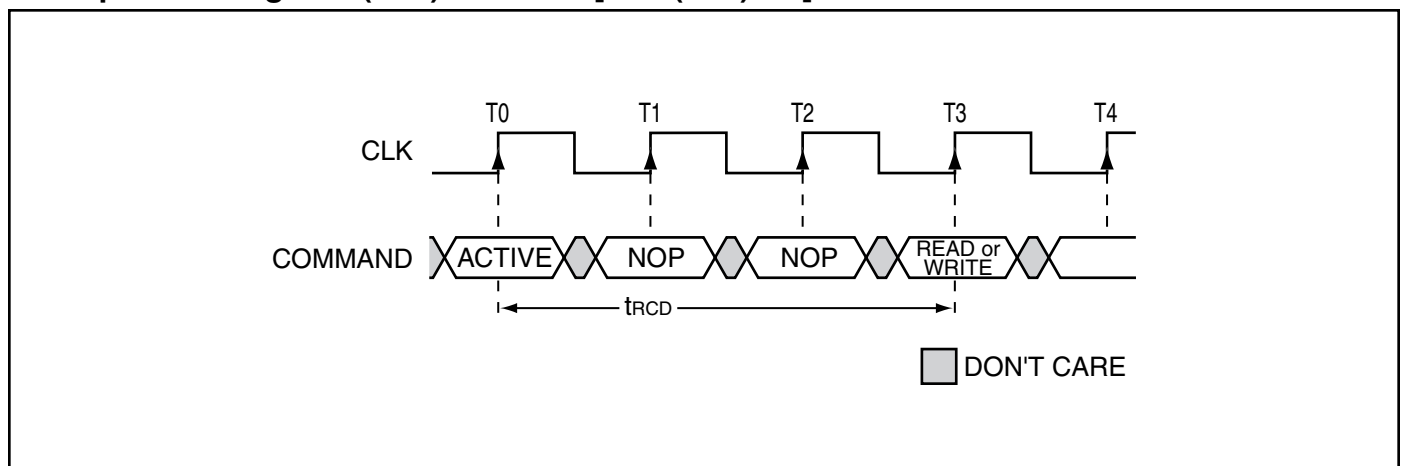 T0 T1 T2 T3 T4
CLK
COMMAND ACTIVE NOP NOP READ or
WRITE
tRCD
DON'T CARE